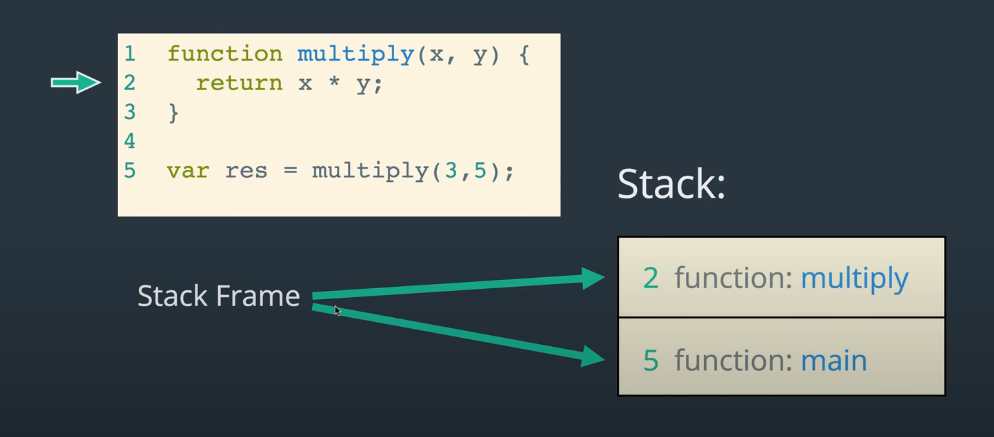 1 function multiply(x, y) {
2 return x * y;
3 }
4
5 var res = multiply(3,5);
Stack:
Stack Frame
2 function: multiply
5 function: main